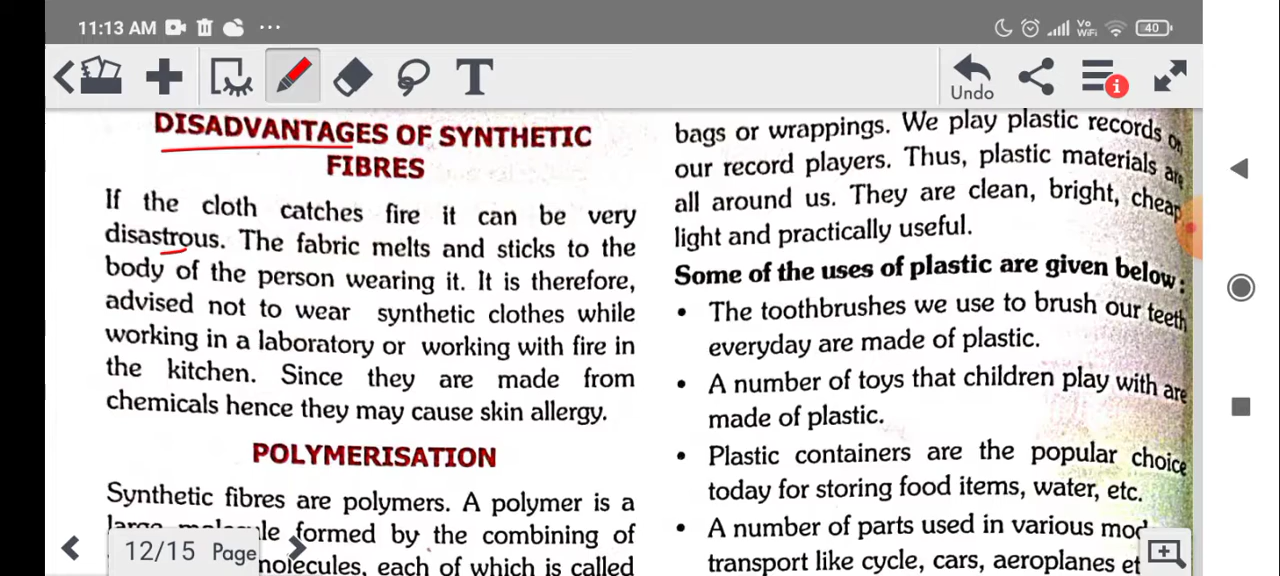 11:13 AM
Vo
WiFi
40
T
Undo
i
DISADVANTAGES OF SYNTHETIC
FIBRES
If the cloth catches fire it can be very
disastrous. The fabric melts and sticks to the
body of the person wearing it. It is therefore,
advised not to wear synthetic clothes while
working in a laboratory or working with fire in
the kitchen. Since they are made from
chemicals hence they may cause skin allergy.
POLYMERISATION
Synthetic fibres are polymers. A polymer is a
formed by the combining of
each of which is called
bags or wrappings. We play plastic records on
our record players. Thus, plastic materials are
all around us. They are clean, bright, cheap
light and practically useful.
Some of the uses of plastic are given below:
• The toothbrushes we use to brush our teeth
everyday are made of plastic.
• A number of toys that children play with are
made of plastic.
• Plastic containers are the popular choice
today for storing food items, water, etc.
• A number of parts used in various
transport like cycle, cars, aeroplanes
12/15 Page